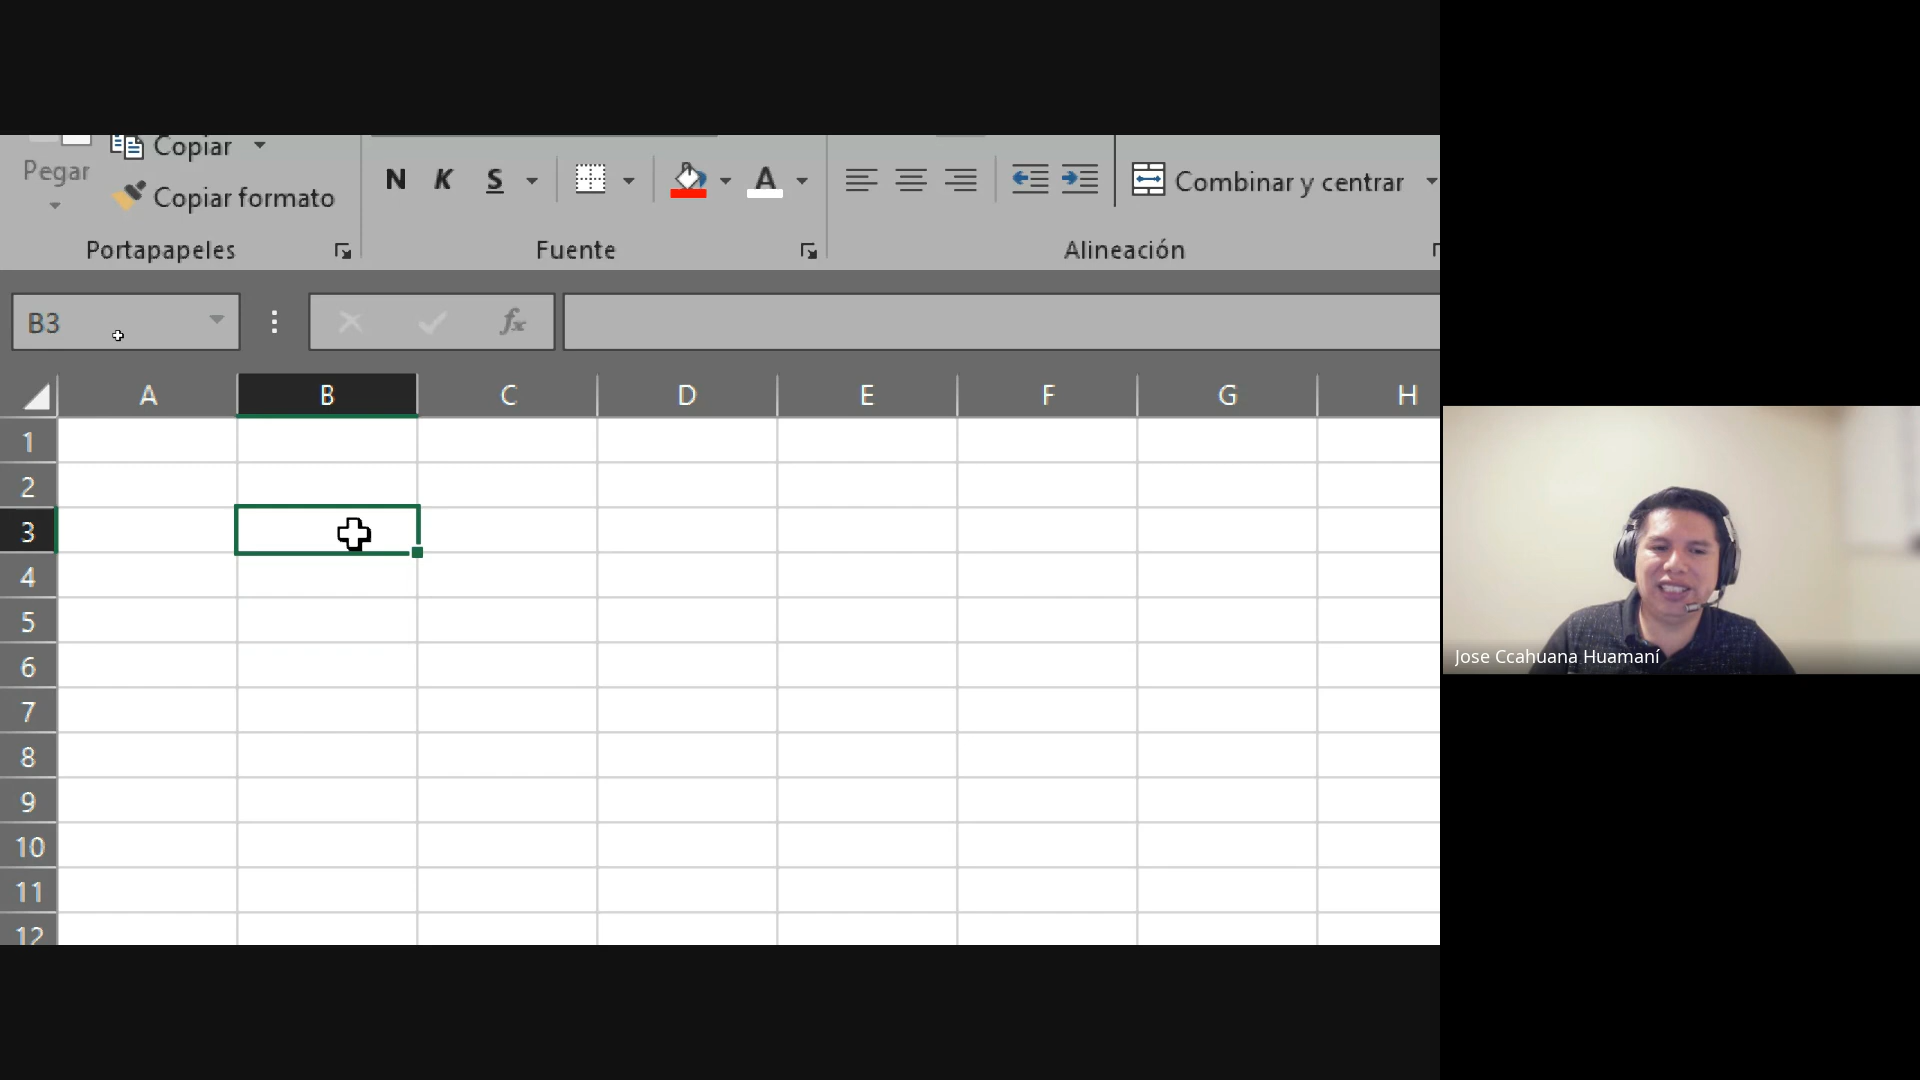 Copiar
Pegar
N K S A
Combinar y centrar
Copiar formato
Portapapeles
Fuente
Alineación
B3
fx
A B C D E F G H
1
2
3
4
5
6
7
8
9
10
11
12
Jose Ccahuana Huamaní